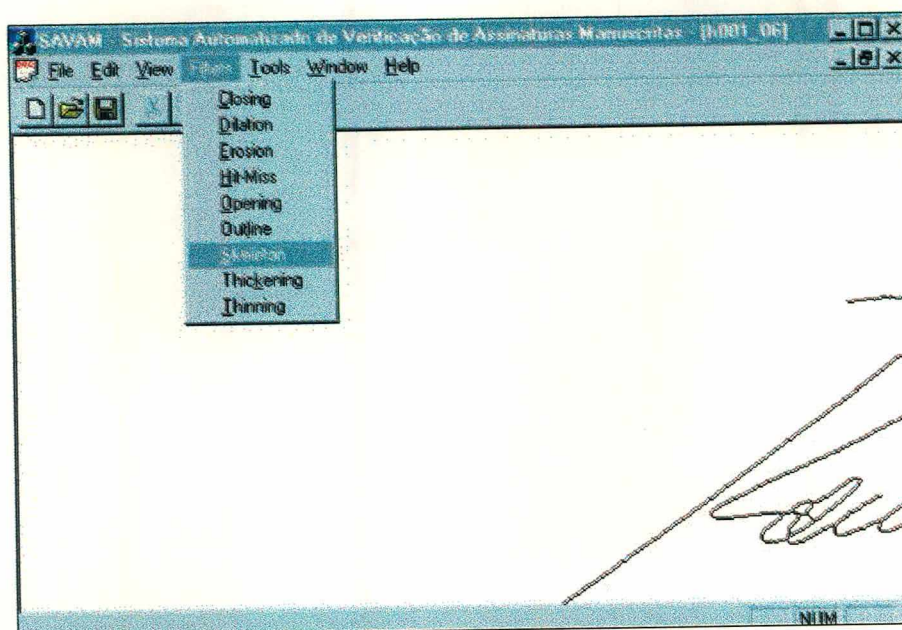 SAVAM - Sistema Automatizado de Verificação de Assinaturas Manuscritas - [h001_06]
File Edit View Filters Tools Window Help
Closing
Dilation
Erosion
Hit-Miss
Opening
Outline
Skeleton
Thickening
Thinning
NUM